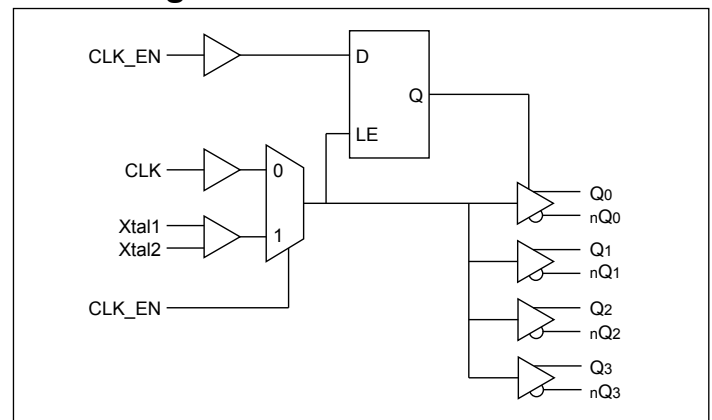 CLK_EN
D
Q
LE
CLK
0
Xtal1
Xtal2
1
CLK_EN
Q0
nQ0
Q1
nQ1
Q2
nQ2
Q3
nQ3